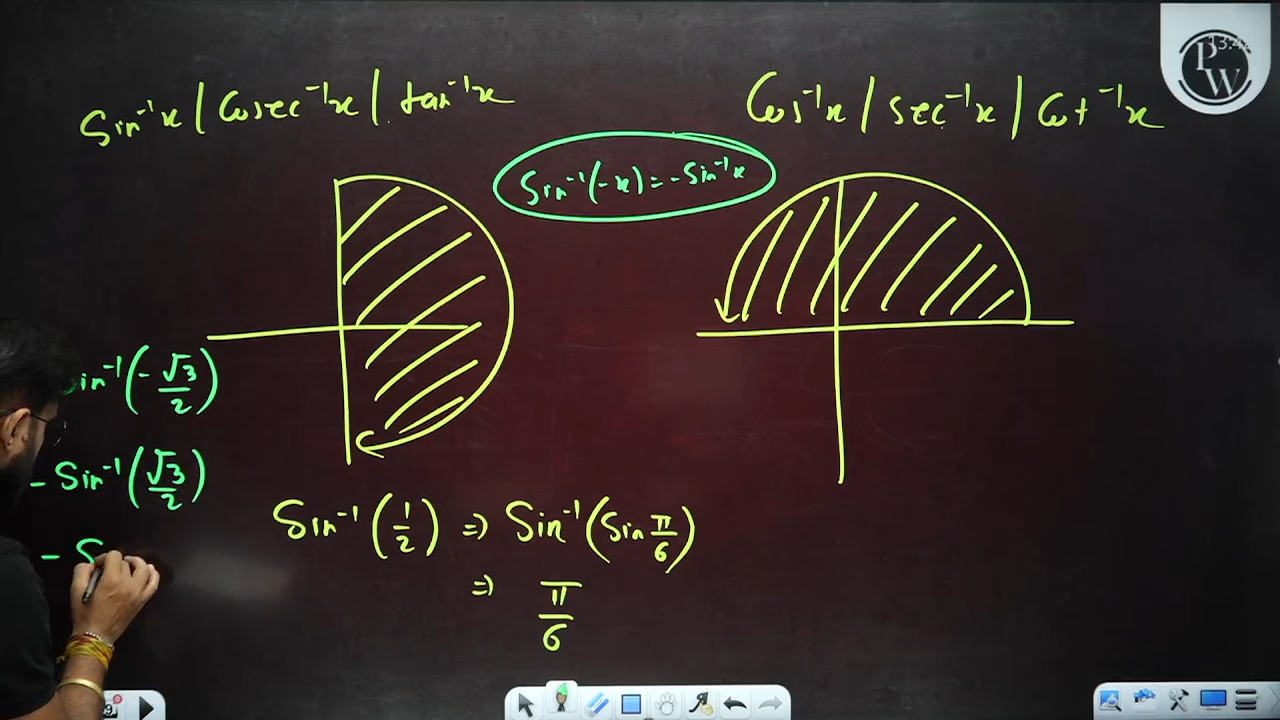 Sin⁻¹x / Cosec⁻¹x / tan⁻¹x
Cos⁻¹x / sec⁻¹x / Cot⁻¹x
Sin⁻¹(-x) = -Sin⁻¹x
in⁻¹(-√3/2)
- Sin⁻¹(√3/2)
- S
Sin⁻¹(1/2) ⇒ Sin⁻¹(Sin π/6)
⇒ π/6
PW